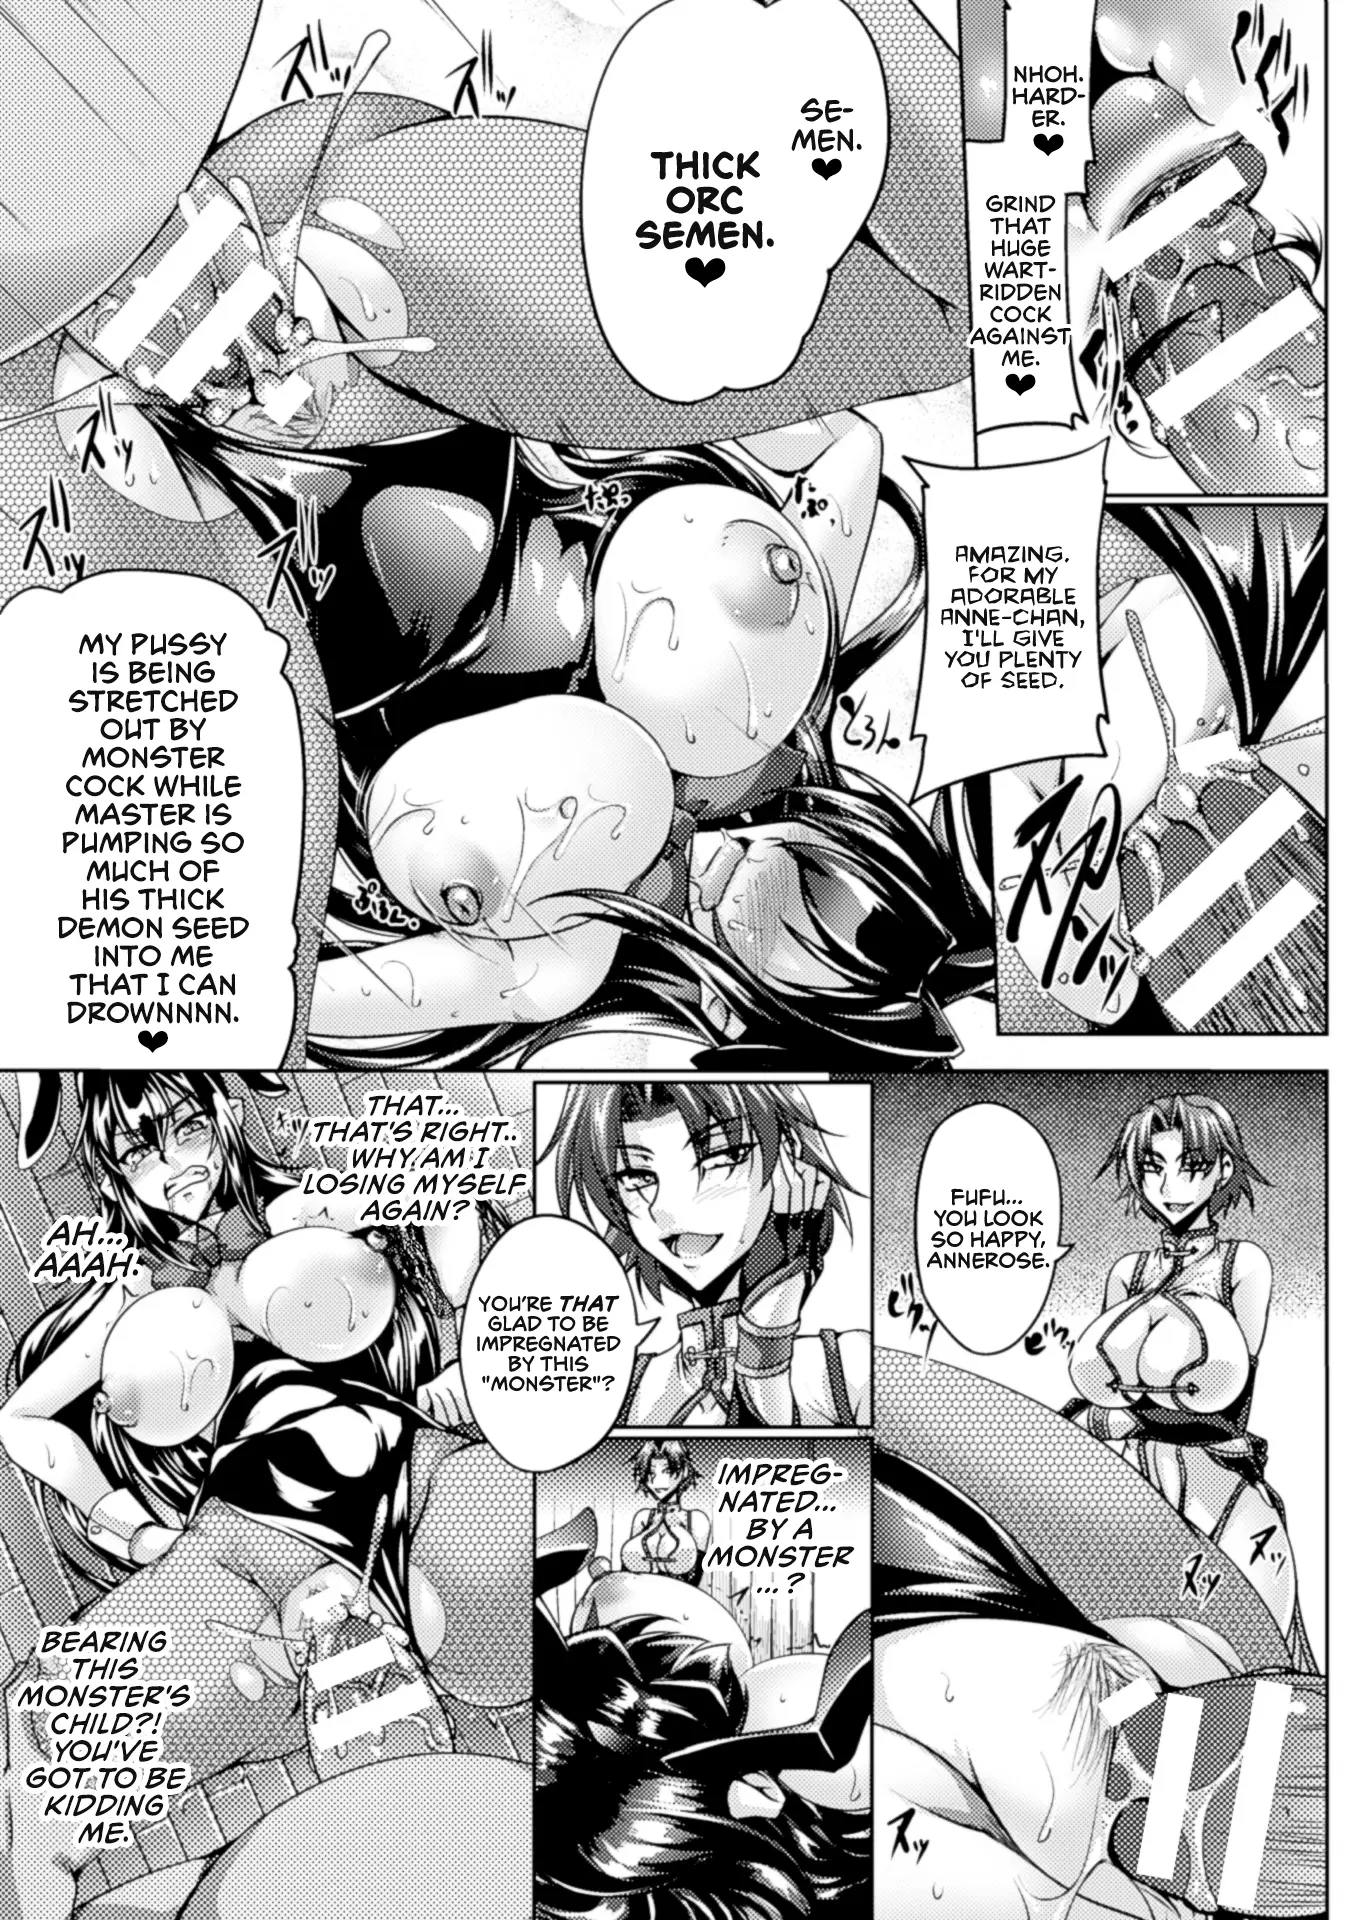 NHOH.
HARD-
ER.
♥
GRIND
THAT
HUGE
WART-
RIDDEN
COCK
AGAINST
ME.
♥
SE-
MEN.
♥
THICK
ORC
SEMEN.
♥
AMAZING.
FOR MY
ADORABLE
ANNE-CHAN,
I'LL GIVE
YOU PLENTY
OF SEED.
MY PUSSY
IS BEING
STRETCHED
OUT BY
MONSTER
COCK WHILE
MASTER IS
PUMPING SO
MUCH OF
HIS THICK
DEMON SEED
INTO ME
THAT I CAN
DROWNNNN.
♥
FUFU...
YOU LOOK
SO HAPPY,
ANNEROSE.
YOU'RE THAT
GLAD TO BE
IMPREGNATED
BY THIS
"MONSTER"?
IMPREG-
NATED...
BY A
MONSTER
...?
THAT...
THAT'S RIGHT..
WHY AM I
LOSING MYSELF
AGAIN?
AH...
AAAH.
BEARING
THIS
MONSTER'S
CHILD?!
YOU'VE
GOT TO BE
KIDDING
ME.